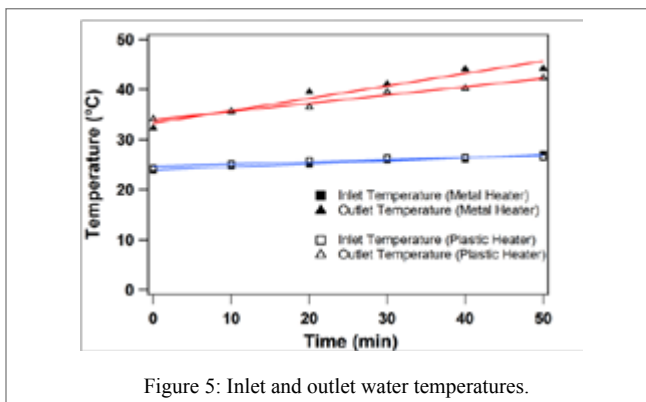 50
40
30
20
10
0
Temperature (°C)
Inlet Temperature (Metal Heater)
Outlet Temperature (Metal Heater)
Inlet Temperature (Plastic Heater)
Outlet Temperature (Plastic Heater)
0 10 20 30 40 50
Time (min)
Figure 5: Inlet and outlet water temperatures.